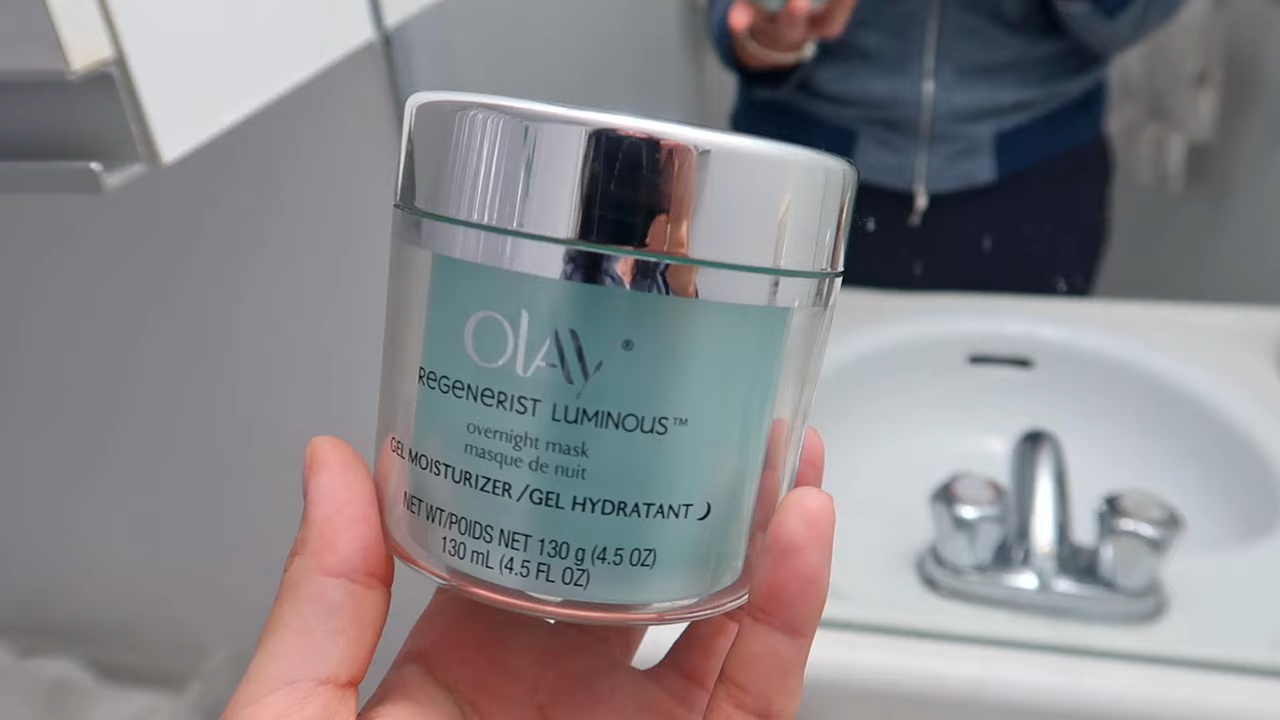 OLAY®
REGENERIST LUMINOUS™
overnight mask
masque de nuit
GEL MOISTURIZER / GEL HYDRATANT
NET WT/POIDS NET 130 g (4.5 OZ)
130 mL (4.5 FL OZ)